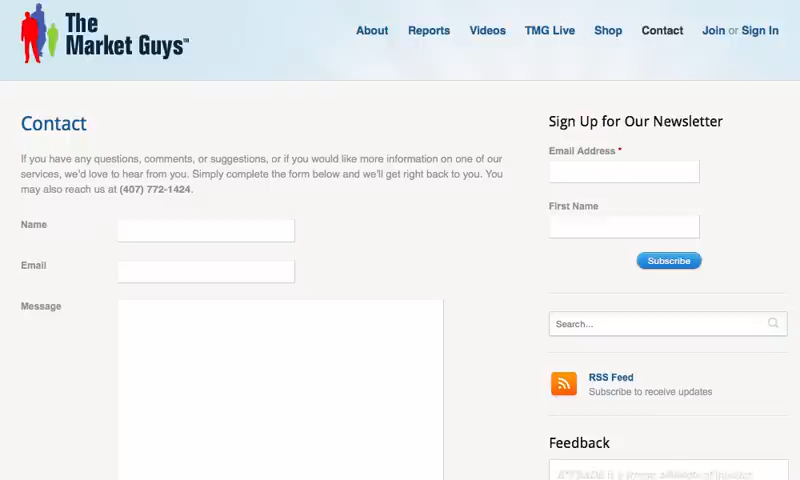 The
Market Guys™
About Reports Videos TMG Live Shop Contact Join or Sign In
Contact
If you have any questions, comments, or suggestions, or if you would like more information on one of our
services, we'd love to hear from you. Simply complete the form below and we'll get right back to you. You
may also reach us at (407) 772-1424.
Name
Email
Message
Sign Up for Our Newsletter
Email Address *
First Name
Subscribe
Search...
RSS Feed
Subscribe to receive updates
Feedback